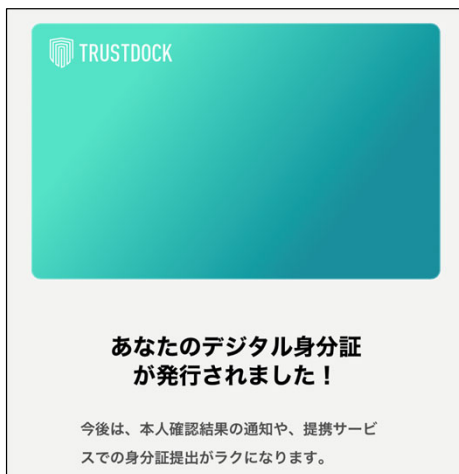 TRUSTDOCK
あなたのデジタル身分証
が発行されました！
今後は、本人確認結果の通知や、提携サービ
スでの身分証提出がラクになります。